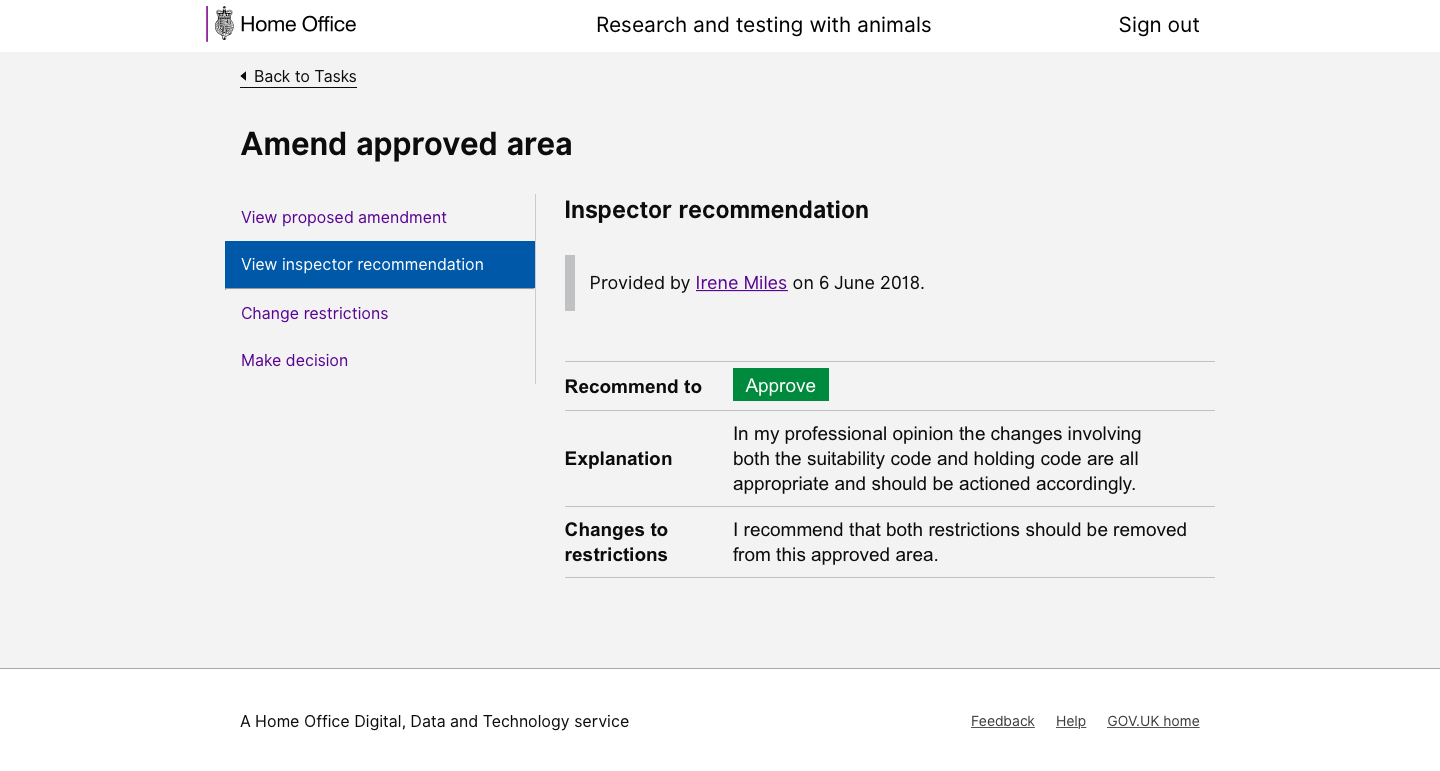 Home Office
Research and testing with animals
Sign out
Back to Tasks
Amend approved area
View proposed amendment
View inspector recommendation
Change restrictions
Make decision
Inspector recommendation
Provided by Irene Miles on 6 June 2018.
Recommend to
Approve
Explanation
In my professional opinion the changes involving
both the suitability code and holding code are all
appropriate and should be actioned accordingly.
Changes to
restrictions
I recommend that both restrictions should be removed
from this approved area.
A Home Office Digital, Data and Technology service
Feedback
Help
GOV.UK home